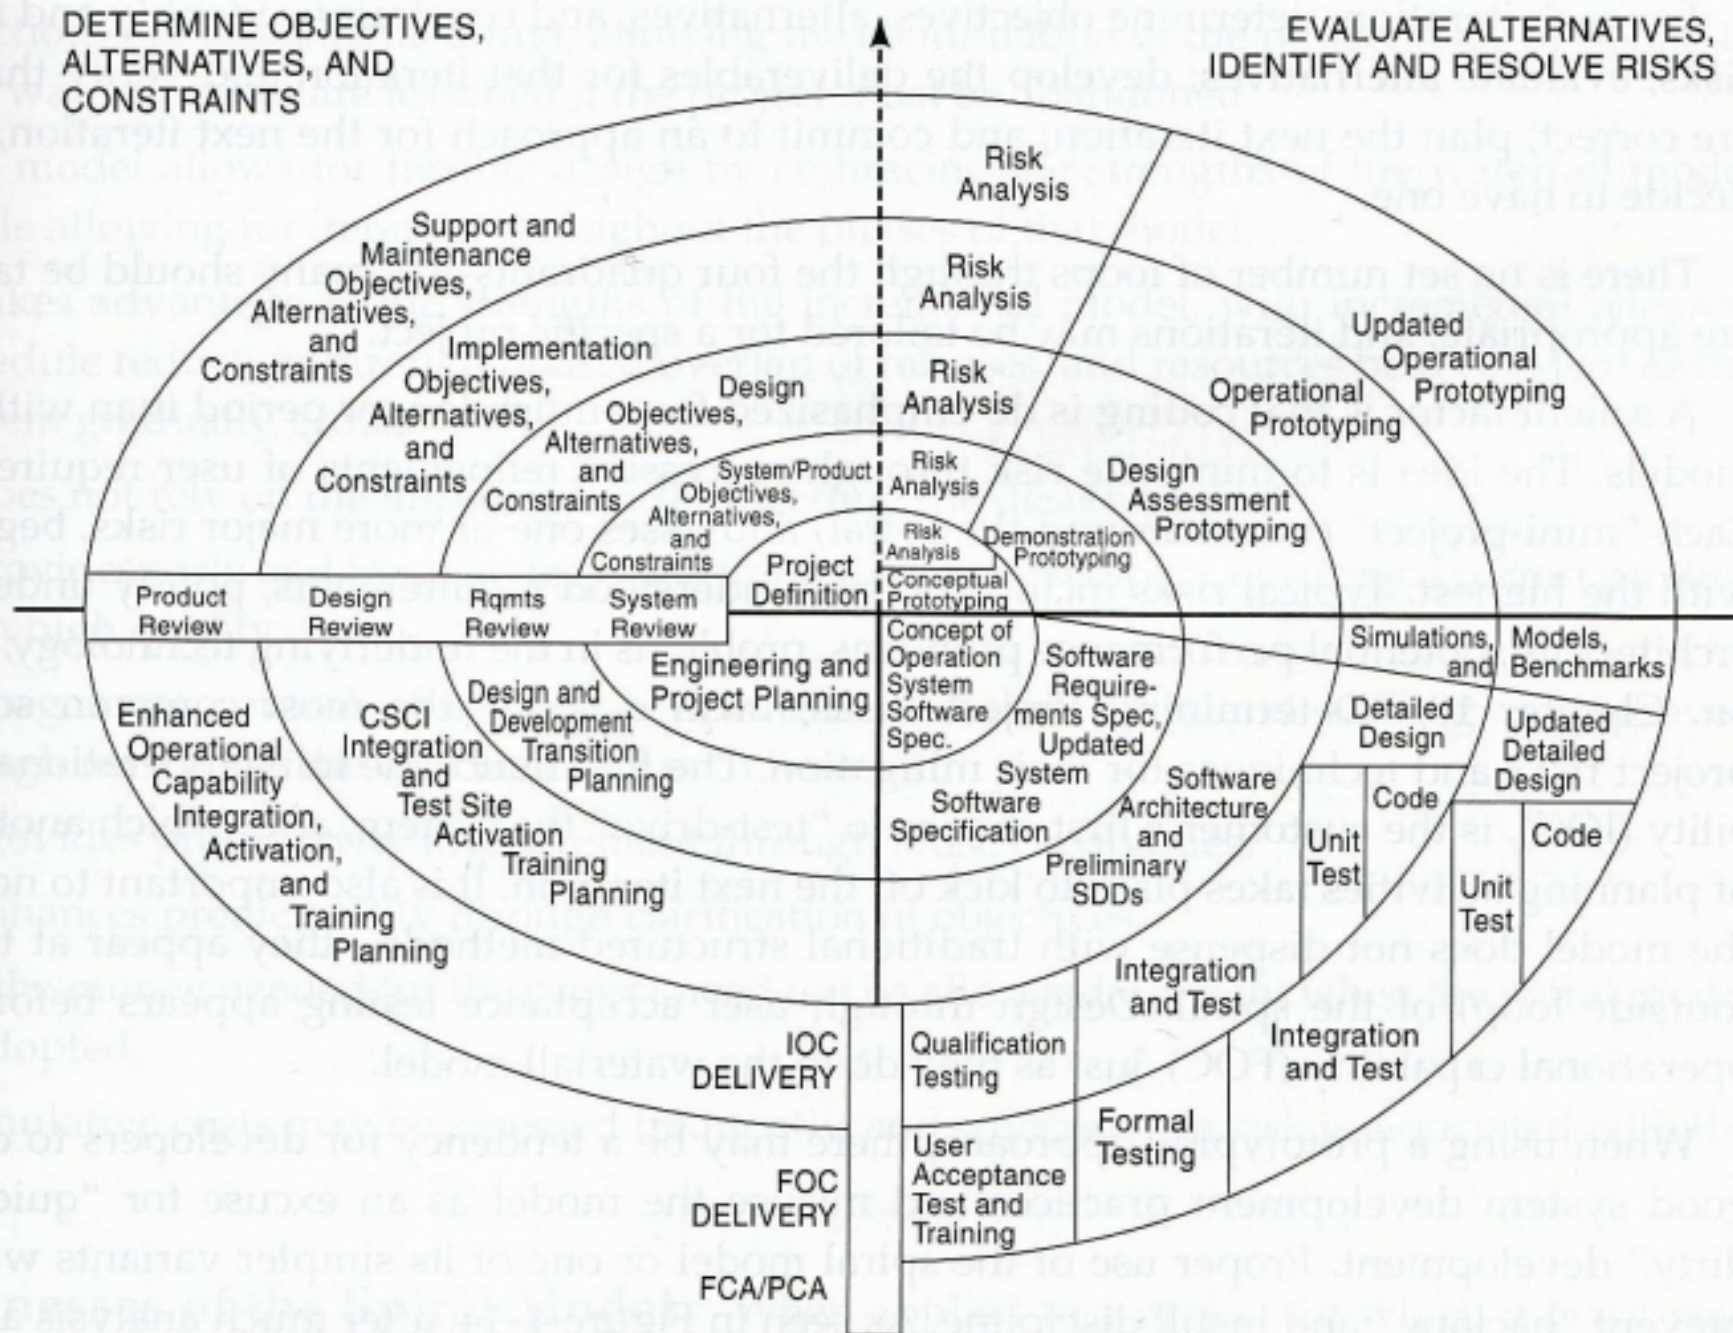 DETERMINE OBJECTIVES,
ALTERNATIVES, AND
CONSTRAINTS
EVALUATE ALTERNATIVES,
IDENTIFY AND RESOLVE RISKS
Support and
Maintenance
Objectives,
Alternatives,
and
Constraints
Implementation
Objectives,
Alternatives,
and
Constraints
Design
Objectives,
Alternatives,
and
Constraints
System/Product
Objectives,
Alternatives,
and
Constraints
Project
Definition
Risk
Analysis
Risk
Analysis
Risk
Analysis
Risk
Analysis
Risk
Analysis
Conceptual
Prototyping
Demonstration
Prototyping
Design
Assessment
Prototyping
Operational
Prototyping
Updated
Operational
Prototyping
Product
Review
Design
Review
Rqmts
Review
System
Review
Simulations,
and
Models,
Benchmarks
Engineering and
Project Planning
Design and
Development
Transition
Planning
CSCI
Integration
and
Test Site
Activation
Training
Planning
Enhanced
Operational
Capability
Integration,
Activation,
and
Training
Planning
Concept of
Operation
System
Software
Spec.
Software
Require-
ments Spec,
Updated
System
Software
Specification
Software
Architecture
and
Preliminary
SDDs
Detailed
Design
Code
Unit
Test
Integration
and Test
Qualification
Testing
Updated
Detailed
Design
Code
Unit
Test
Integration
and Test
Formal
Testing
User
Acceptance
Test and
Training
IOC
DELIVERY
FOC
DELIVERY
FCA/PCA